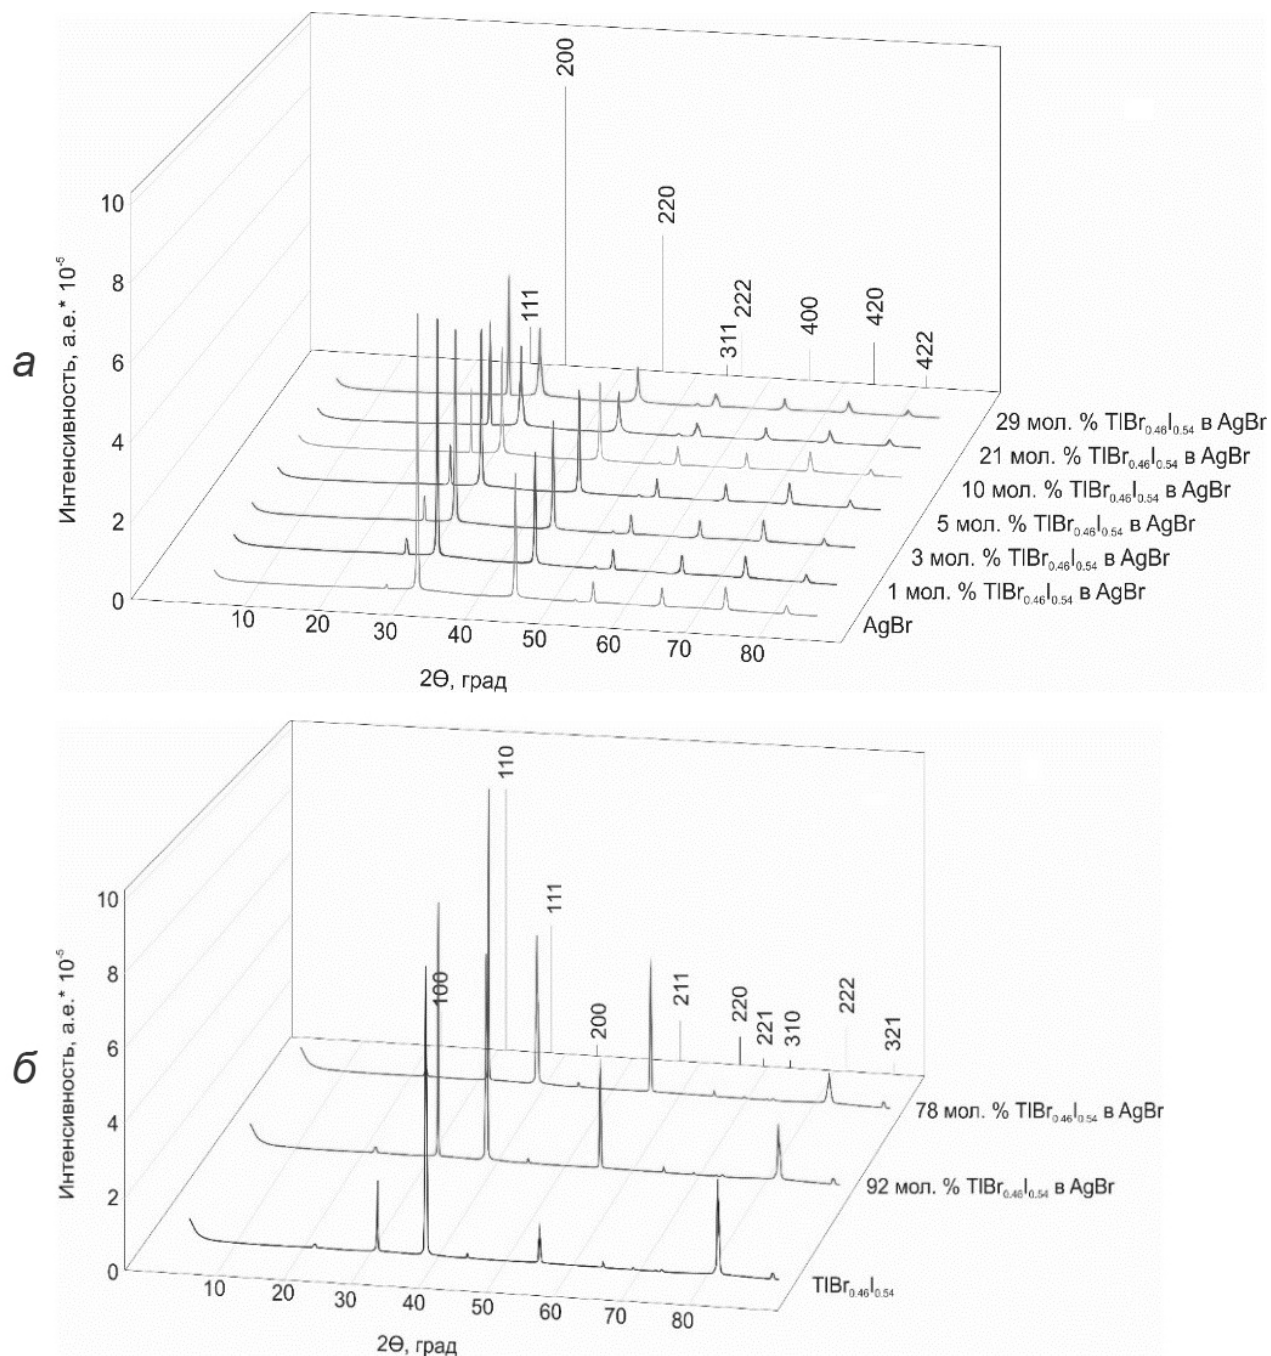 а
Интенсивность, а.е.* 10⁻⁵
10
8
6
4
2
0
111
200
220
311
222
400
420
422
10
20
30
40
50
60
70
80
2Θ, град
29 мол. % TlBr₀.₄₆I₀.₅₄ в AgBr
21 мол. % TlBr₀.₄₆I₀.₅₄ в AgBr
10 мол. % TlBr₀.₄₆I₀.₅₄ в AgBr
5 мол. % TlBr₀.₄₆I₀.₅₄ в AgBr
3 мол. % TlBr₀.₄₆I₀.₅₄ в AgBr
1 мол. % TlBr₀.₄₆I₀.₅₄ в AgBr
AgBr
б
Интенсивность, а.е.* 10⁻⁵
10
8
6
4
2
0
100
110
111
200
211
220
221
310
222
321
10
20
30
40
50
60
70
80
2Θ, град
78 мол. % TlBr₀.₄₆I₀.₅₄ в AgBr
92 мол. % TlBr₀.₄₆I₀.₅₄ в AgBr
TlBr₀.₄₆I₀.₅₄